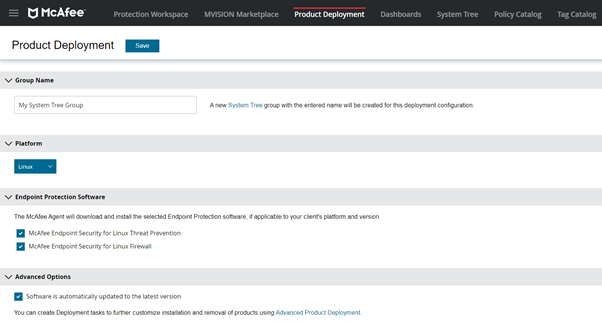 McAfee Protection Workspace MVISION Marketplace Product Deployment Dashboards System Tree Policy Catalog Tag Catalog
Product Deployment Save
Group Name
My System Tree Group A new System Tree group with the entered name will be created for this deployment configuration.
Platform
Linux
Endpoint Protection Software
The McAfee Agent will download and install the selected Endpoint Protection software, if applicable to your client's platform and version.
McAfee Endpoint Security for Linux Threat Prevention
McAfee Endpoint Security for Linux Firewall
Advanced Options
Software is automatically updated to the latest version
You can create Deployment tasks to further customize installation and removal of products using Advanced Product Deployment.